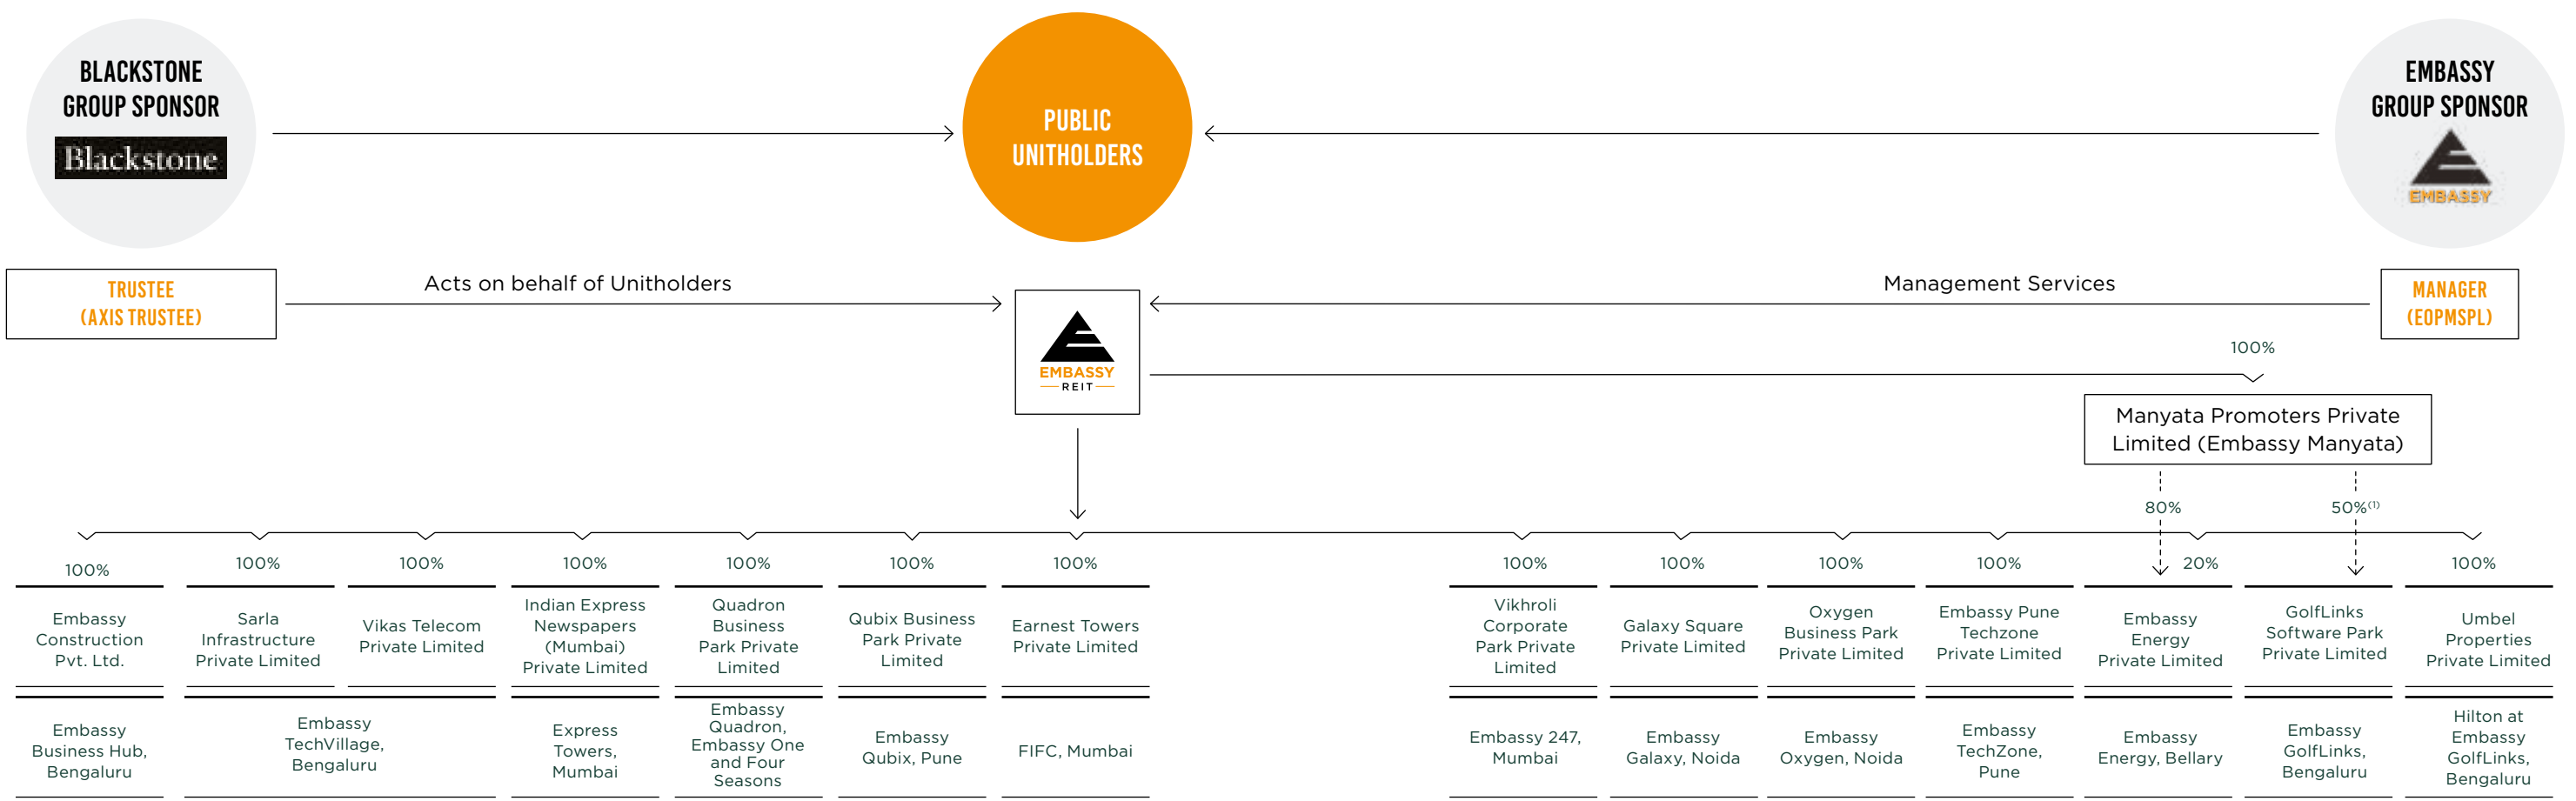 BLACKSTONE
GROUP SPONSOR
Blackstone
PUBLIC
UNITHOLDERS
EMBASSY
GROUP SPONSOR
EMBASSY
TRUSTEE
(AXIS TRUSTEE)
Acts on behalf of Unitholders
Management Services
MANAGER
(EOPMSPL)
EMBASSY
REIT
100%
Manyata Promoters Private
Limited (Embassy Manyata)
80%
50%(1)
100%
100%
100%
100%
100%
100%
100%
100%
100%
100%
100%
20%
100%
Embassy
Construction
Pvt. Ltd.
Sarla
Infrastructure
Private Limited
Vikas Telecom
Private Limited
Indian Express
Newspapers
(Mumbai)
Private Limited
Quadron
Business
Park Private
Limited
Qubix Business
Park Private
Limited
Earnest Towers
Private Limited
Vikhroli
Corporate
Park Private
Limited
Galaxy Square
Private Limited
Oxygen
Business Park
Private Limited
Embassy Pune
Techzone
Private Limited
Embassy
Energy
Private Limited
GolfLinks
Software Park
Private Limited
Umbel
Properties
Private Limited
Embassy
Business Hub,
Bengaluru
Embassy
TechVillage,
Bengaluru
Express
Towers,
Mumbai
Embassy
Quadron,
Embassy One
and Four
Seasons
Embassy
Qubix, Pune
FIFC, Mumbai
Embassy 247,
Mumbai
Embassy
Galaxy, Noida
Embassy
Oxygen, Noida
Embassy
TechZone,
Pune
Embassy
Energy, Bellary
Embassy
GolfLinks,
Bengaluru
Hilton at
Embassy
GolfLinks,
Bengaluru